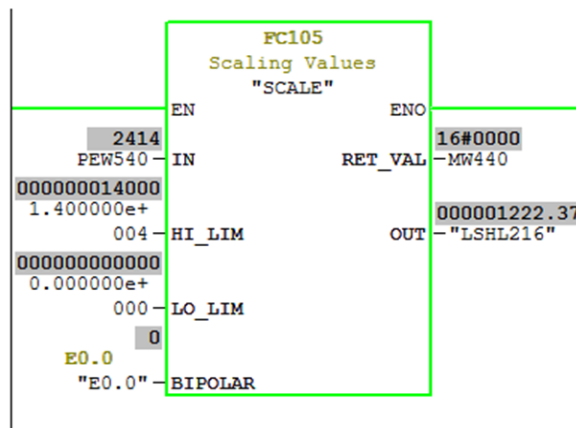 FC105
Scaling Values
"SCALE"
EN ENO
2414 16#0000
PEW540 IN RET_VAL MW440
000000014000 000001222.37
1.400000e+
004 HI_LIM OUT "LSHL216"
000000000000
0.000000e+
000 LO_LIM
0
E0.0
"E0.0" BIPOLAR